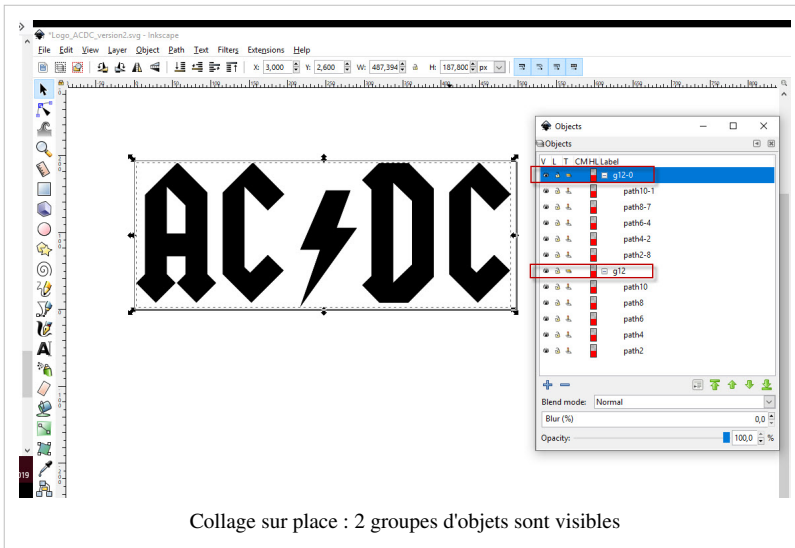 *Logo_ACDC_version2.svg - Inkscape
File Edit View Layer Object Path Text Filters Extensions Help
X: 3,000 Y: 2,600 W: 487,394 H: 187,800 px
Objects
Objects
V L T CM HL Label
g12-0
path10-1
path8-7
path6-4
path4-2
path2-8
g12
path10
path8
path6
path4
path2
AC DC
Blend mode: Normal
Blur (%) 0,0
Opacity: 100,0 %
019
Collage sur place : 2 groupes d'objets sont visibles